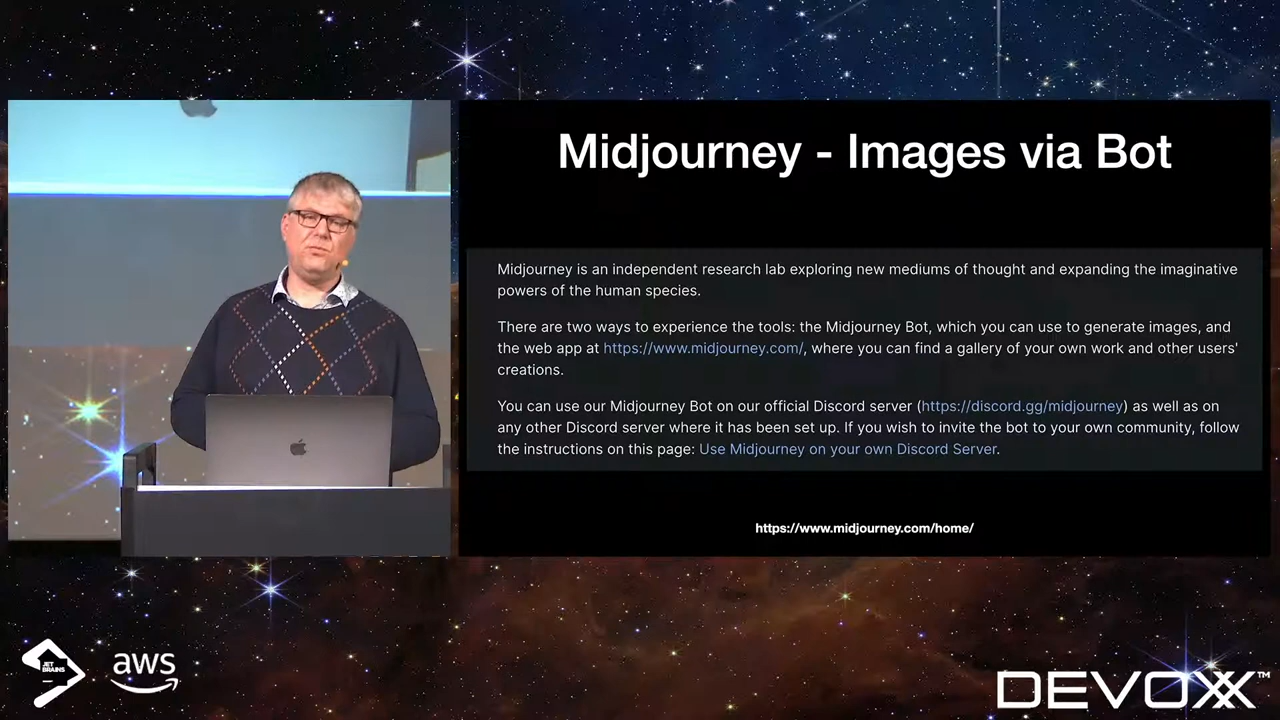 Midjourney - Images via Bot
Midjourney is an independent research lab exploring new mediums of thought and expanding the imaginative
powers of the human species.
There are two ways to experience the tools: the Midjourney Bot, which you can use to generate images, and
the web app at https://www.midjourney.com/, where you can find a gallery of your own work and other users'
creations.
You can use our Midjourney Bot on our official Discord server (https://discord.gg/midjourney) as well as on
any other Discord server where it has been set up. If you wish to invite the bot to your own community, follow
the instructions on this page: Use Midjourney on your own Discord Server.
https://www.midjourney.com/home/
JET
BRAINS
aws
DEVOXX™